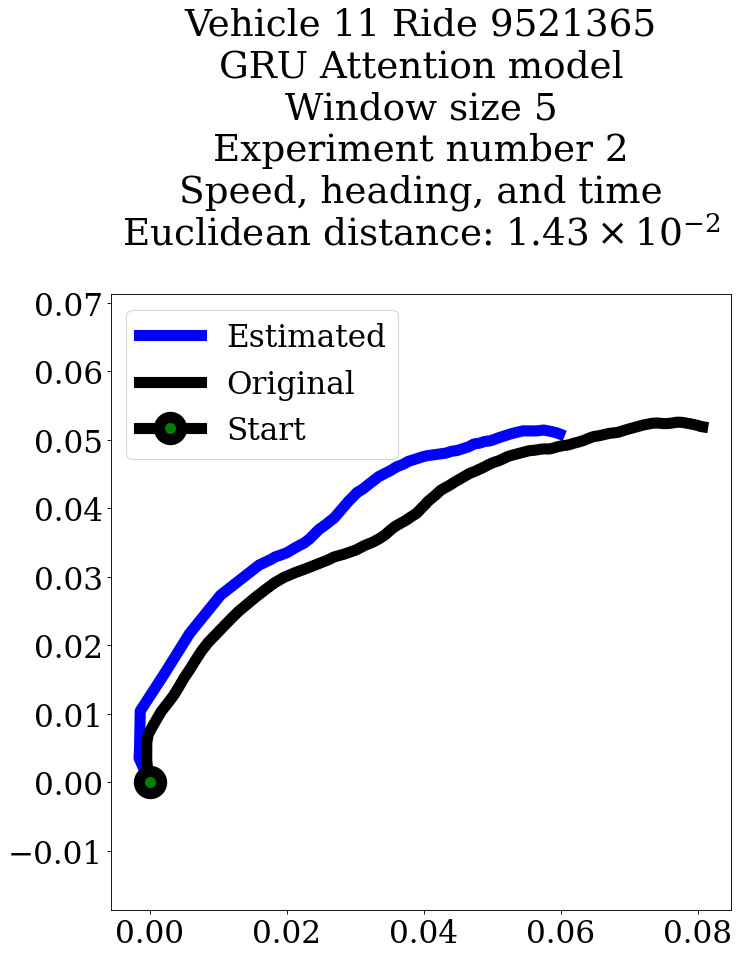 Vehicle 11 Ride 9521365
GRU Attention model
Window size 5
Experiment number 2
Speed, heading, and time
Euclidean distance: 1.43 × 10⁻²
0.07
0.06
0.05
0.04
0.03
0.02
0.01
0.00
−0.01
Estimated
Original
Start
0.00 0.02 0.04 0.06 0.08